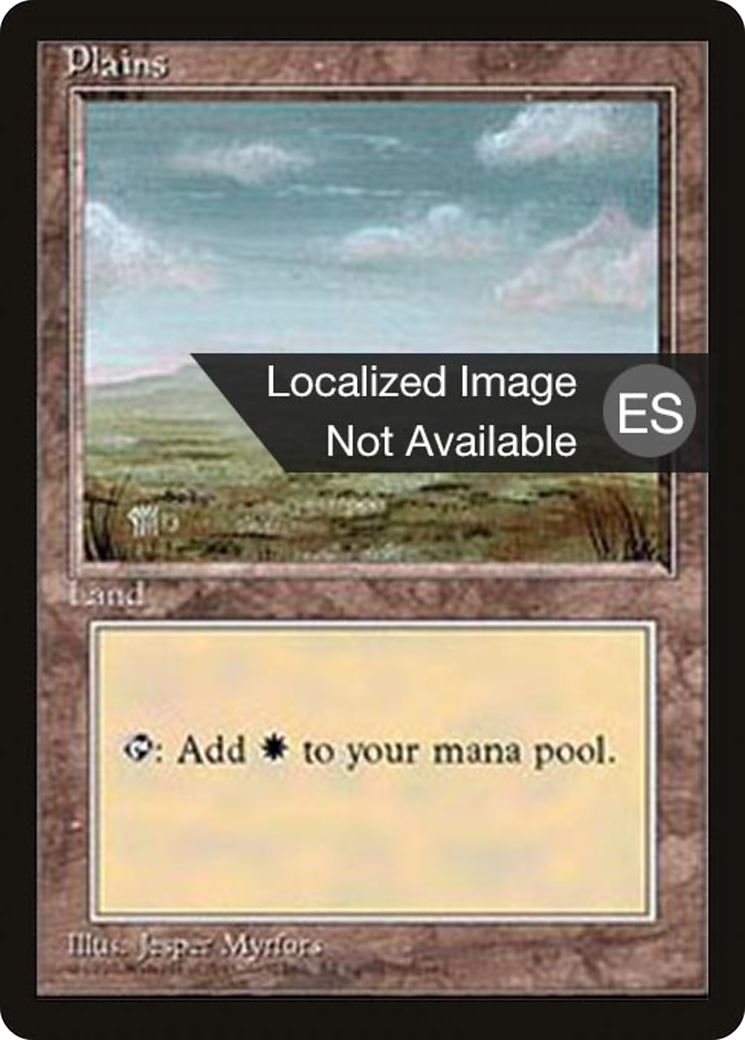 Plains
Localized Image
Not Available
ES
Land
: Add to your mana pool.
Illus. Jesper Myrfors